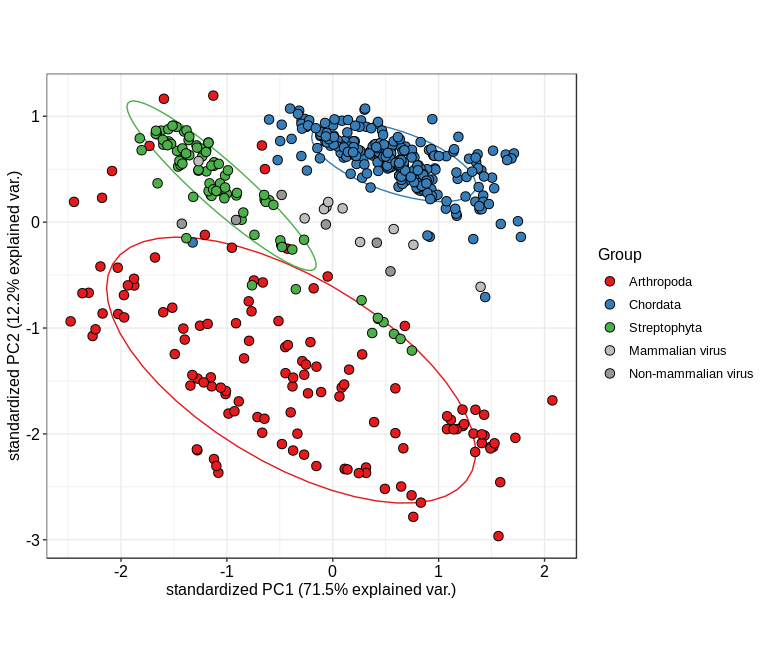 standardized PC2 (12.2% explained var.)
1
0
-1
-2
-3
-2
-1
0
1
2
standardized PC1 (71.5% explained var.)
Group
Arthropoda
Chordata
Streptophyta
Mammalian virus
Non-mammalian virus